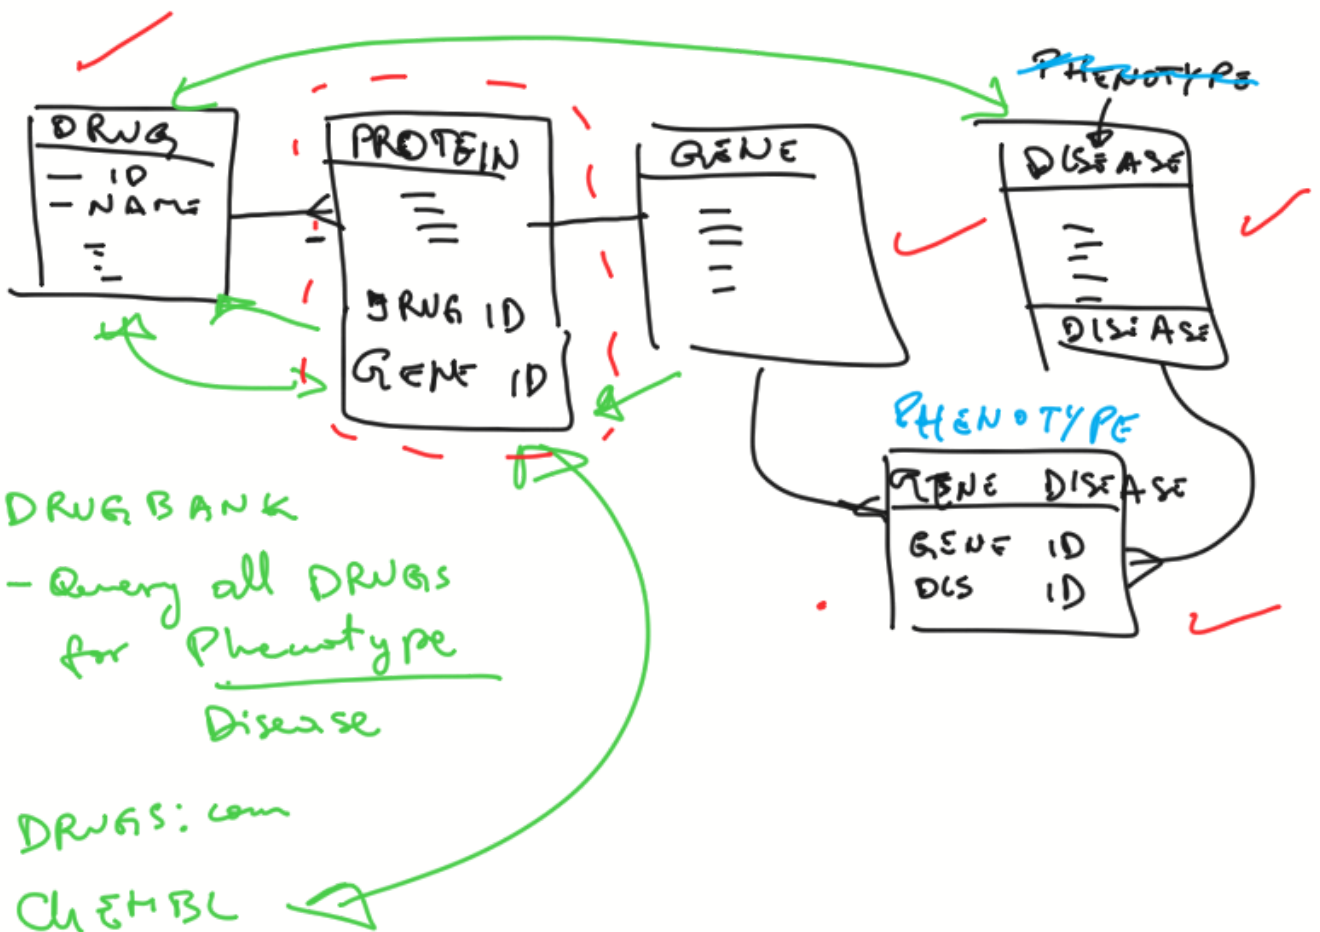 PHENOTYPE
DRUG
- ID
- NAME
PROTEIN
DRUG ID
GENE ID
GENE
DISEASE
DISIASE
PHENOTYPE
GENE DISEASE
GENE ID
DIS ID
DRUGBANK
- Query all DRUGS
for Phenotype
Disease
DRUGS: com
ChEMBL